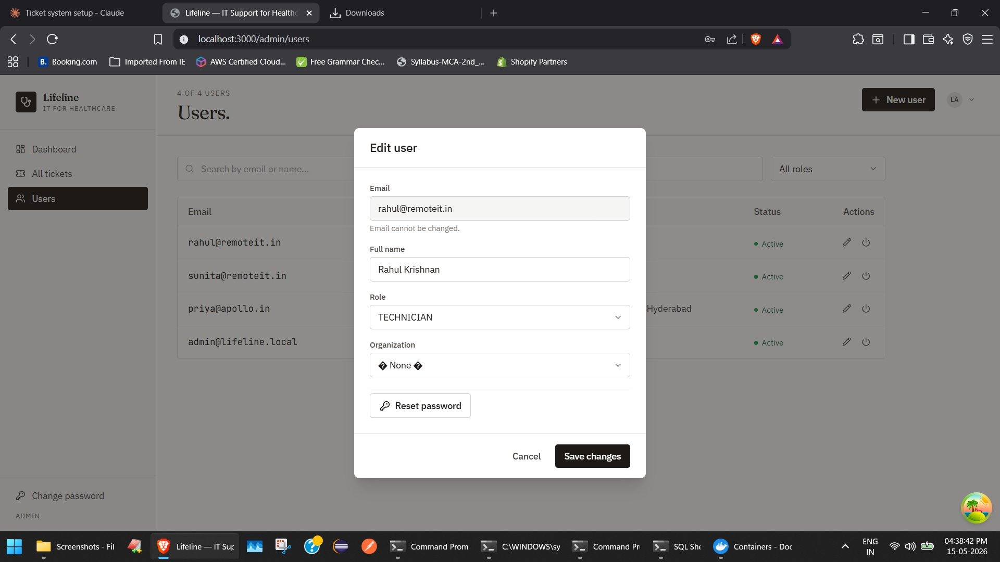 Ticket system setup - Claude
Lifeline — IT Support for Healthc
Downloads
localhost:3000/admin/users
Booking.com
Imported From IE
AWS Certified Cloud...
Free Grammar Chec...
Syllabus-MCA-2nd_...
Shopify Partners
Lifeline
IT FOR HEALTHCARE
4 OF 4 USERS
Users.
New user
LA
Dashboard
All tickets
Users
Search by email or name...
All roles
Email
Status
Actions
rahul@remoteit.in
Active
sunita@remoteit.in
Active
priya@apollo.in
Hyderabad
Active
admin@lifeline.local
Active
Edit user
Email
rahul@remoteit.in
Email cannot be changed.
Full name
Rahul Krishnan
Role
TECHNICIAN
Organization
� None �
Reset password
Cancel
Save changes
Change password
ADMIN
Screenshots - Fil
Lifeline — IT Sup
Command Prom
C:\WINDOWS\sy
Command Pr
SQL She
Containers - Doc
ENG
IN
04:38:42 PM
15-05-2026